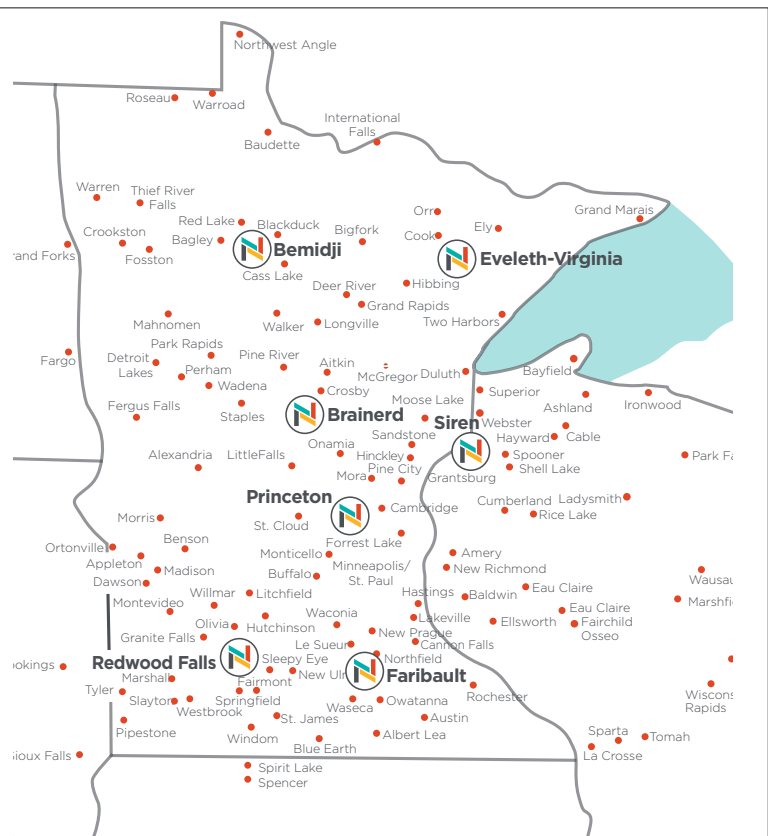 Northwest Angle
Roseau
Warroad
International
Falls
Baudette
Warren
Thief River
Falls
Grand Marais
Red Lake
Blackduck
Bigfork
Orr
Ely
Crookston
Bagley
Cook
rand Forks
Fosston
Bemidji
Eveleth-Virginia
Cass Lake
Deer River
Hibbing
Grand Rapids
Mahnomen
Walker
Longville
Two Harbors
Park Rapids
Fargo
Detroit
Lakes
Perham
Pine River
Aitkin
McGregor
Duluth
Bayfield
Wadena
Crosby
Moose Lake
Superior
Ashland
Ironwood
Fergus Falls
Staples
Brainerd
Siren
Webster
Sandstone
Hayward
Cable
Onamia
Hinckley
Spooner
Park Fa
Alexandria
LittleFalls
Mora
Pine City
Grantsburg
Shell Lake
Princeton
Cumberland
Ladysmith
Cambridge
Rice Lake
Morris
St. Cloud
Benson
Forrest Lake
Ortonville
Monticello
Amery
Appleton
Madison
Buffalo
Minneapolis/
St. Paul
New Richmond
Wausau
Dawson
Willmar
Litchfield
Hastings
Baldwin
Eau Claire
Marshfi
Montevideo
Waconia
Eau Claire
Olivia
Hutchinson
Lakeville
Ellsworth
Fairchild
Osseo
Granite Falls
New Prague
Le Sueur
Cannon Falls
Redwood Falls
Sleepy Eye
Northfield
ookings
Marshall
Fairmont
New Ulm
Faribault
Tyler
Slayton
Westbrook
Springfield
Waseca
Owatanna
Rochester
Wiscons
Rapids
Pipestone
St. James
Austin
Windom
Albert Lea
Sparta
Tomah
Blue Earth
La Crosse
ioux Falls
Spirit Lake
Spencer